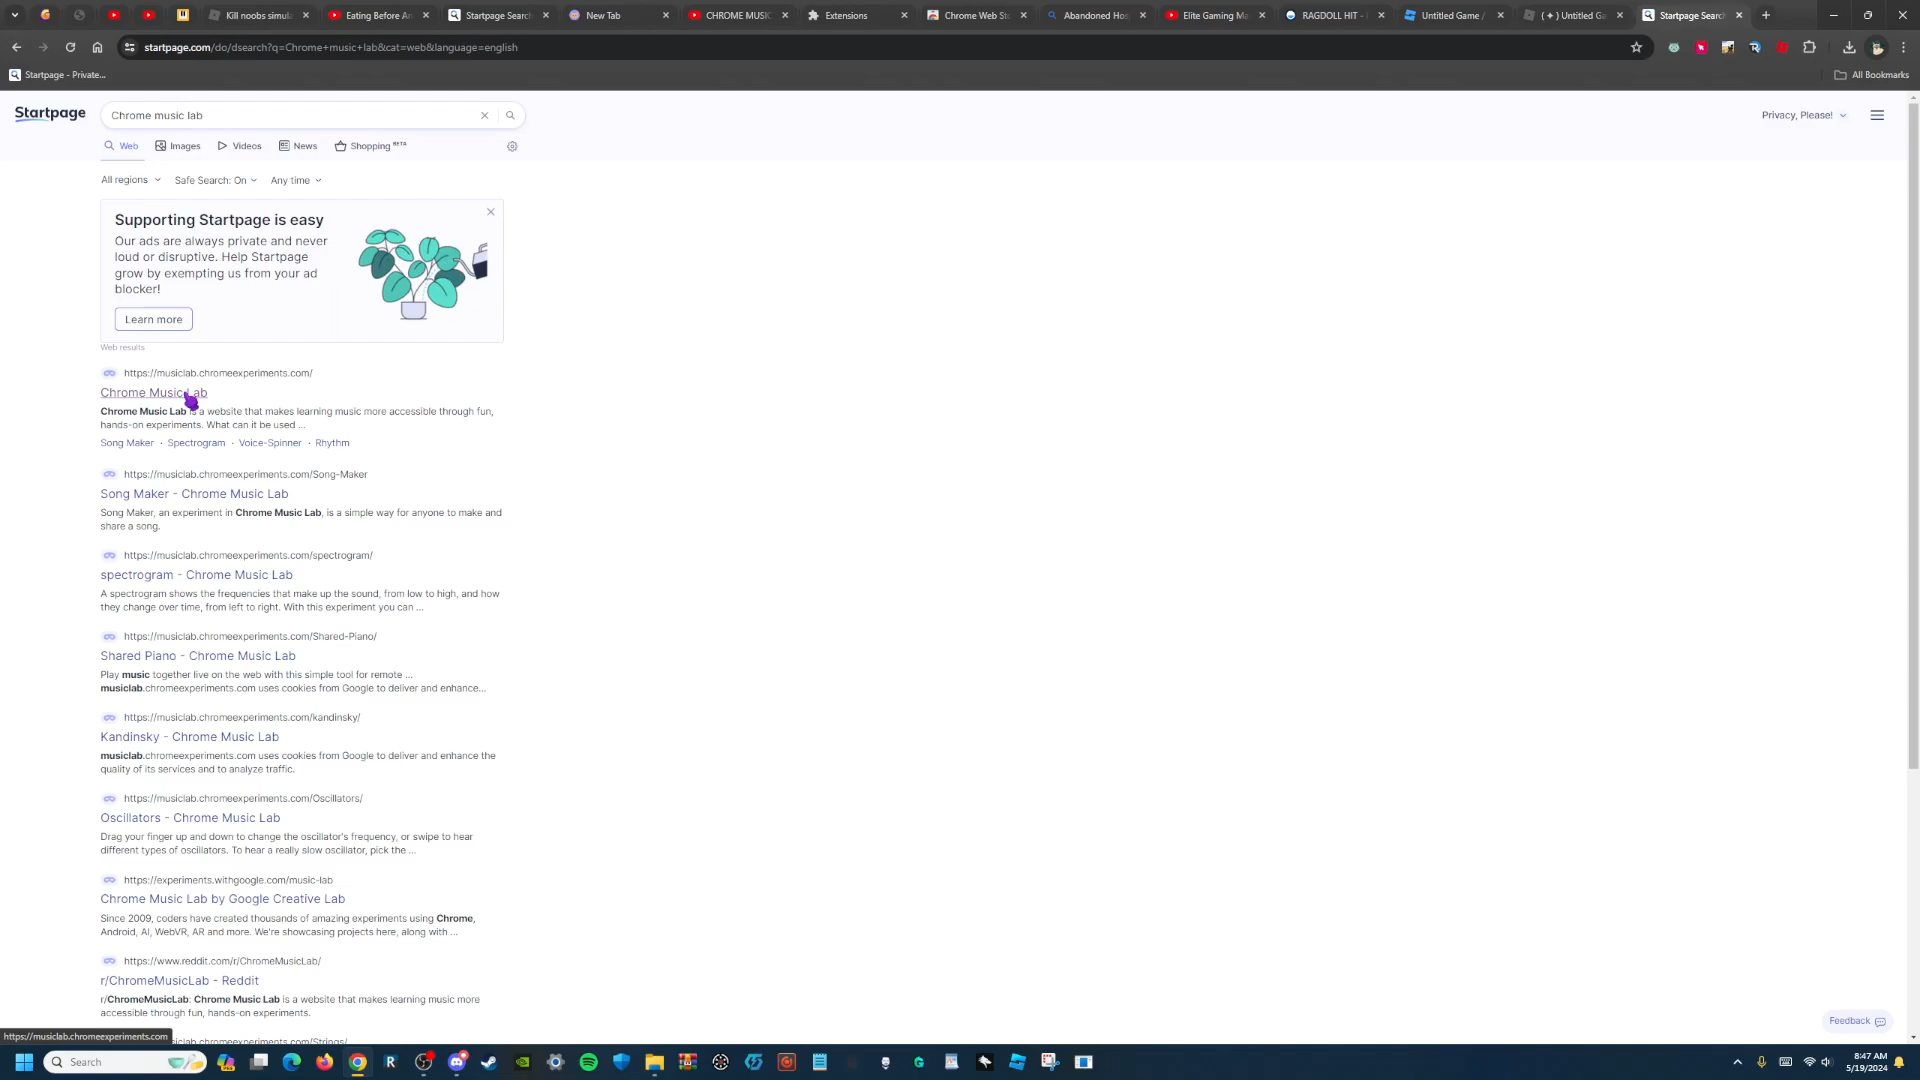 Kill noobs simul
Eating Before A
Startpage Searc
New Tab
CHROME MUSIC
Extensions
Chrome Web St
Abandoned Hos
Elite Gaming Ma
RAGDOLL HIT -
Untitled Game /
( ✦ ) Untitled Ga
Startpage Searc
startpage.com/do/dsearch?q=Chrome+music+lab&cat=web&language=english
Startpage - Private...
All Bookmarks
Startpage
Chrome music lab
Privacy, Please!
Web
Images
Videos
News
Shopping BETA
All regions
Safe Search: On
Any time
Supporting Startpage is easy
Our ads are always private and never
loud or disruptive. Help Startpage
grow by exempting us from your ad
blocker!
Learn more
Web results
https://musiclab.chromeexperiments.com/
Chrome Music Lab
Chrome Music Lab is a website that makes learning music more accessible through fun,
hands-on experiments. What can it be used ...
Song Maker · Spectrogram · Voice-Spinner · Rhythm
https://musiclab.chromeexperiments.com/Song-Maker
Song Maker - Chrome Music Lab
Song Maker, an experiment in Chrome Music Lab, is a simple way for anyone to make and
share a song.
https://musiclab.chromeexperiments.com/spectrogram/
spectrogram - Chrome Music Lab
A spectrogram shows the frequencies that make up the sound, from low to high, and how
they change over time, from left to right. With this experiment you can ...
https://musiclab.chromeexperiments.com/Shared-Piano/
Shared Piano - Chrome Music Lab
Play music together live on the web with this simple tool for remote ...
musiclab.chromeexperiments.com uses cookies from Google to deliver and enhance...
https://musiclab.chromeexperiments.com/kandinsky/
Kandinsky - Chrome Music Lab
musiclab.chromeexperiments.com uses cookies from Google to deliver and enhance the
quality of its services and to analyze traffic.
https://musiclab.chromeexperiments.com/Oscillators/
Oscillators - Chrome Music Lab
Drag your finger up and down to change the oscillator's frequency, or swipe to hear
different types of oscillators. To hear a really slow oscillator, pick the ...
https://experiments.withgoogle.com/music-lab
Chrome Music Lab by Google Creative Lab
Since 2009, coders have created thousands of amazing experiments using Chrome,
Android, AI, WebVR, AR and more. We're showcasing projects here, along with ...
https://www.reddit.com/r/ChromeMusicLab/
r/ChromeMusicLab - Reddit
r/ChromeMusicLab: Chrome Music Lab is a website that makes learning music more
accessible through fun, hands-on experiments.
Feedback
https://musiclab.chromeexperiments.com
.chromeexperiments.com/Strings/
Search
8:47 AM
5/19/2024